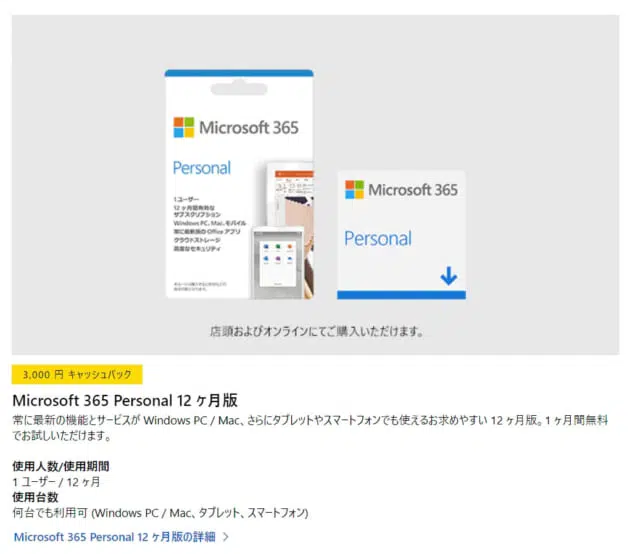 Microsoft 365
Personal
1 ユーザー
12 ヶ月間有効な
サブスクリプション
Windows PC、Mac、モバイル
常に最新版の Office アプリ
クラウドストレージ
高度なセキュリティ
Microsoft 365
Personal
店頭およびオンラインにてご購入いただけます。
3,000 円 キャッシュバック
Microsoft 365 Personal 12 ヶ月版
常に最新の機能とサービスが Windows PC / Mac、さらにタブレットやスマートフォンでも使えるお求めやすい 12 ヶ月版。1 ヶ月間無料
でお試しいただけます。
使用人数/使用期間
1 ユーザー / 12 ヶ月
使用台数
何台でも利用可 (Windows PC / Mac、タブレット、スマートフォン)
Microsoft 365 Personal 12 ヶ月版の詳細 >